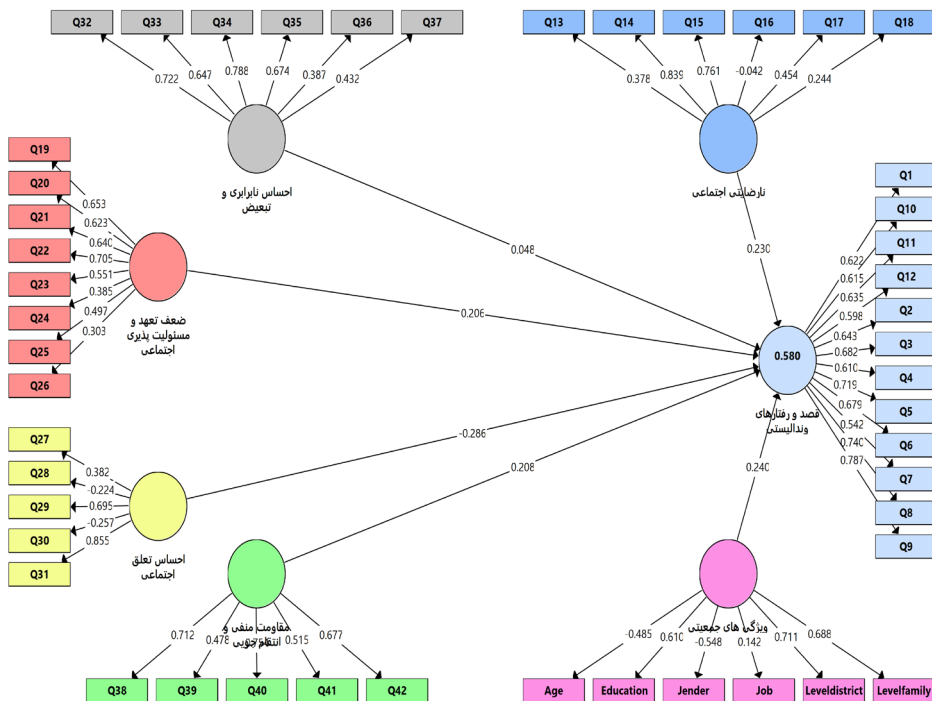 Q32 Q33 Q34 Q35 Q36 Q37
0.722 0.647 0.788 0.674 0.387 0.432
احساس نابرابری و
تبعیض
Q13 Q14 Q15 Q16 Q17 Q18
0.378 0.839 0.761 -0.042 0.454 0.244
نارضایتی اجتماعی
Q19
Q20
Q21
Q22
Q23
Q24
Q25
Q26
0.653
0.623
0.640
0.705
0.551
0.385
0.497
0.303
ضعف تعهد و
مسئولیت پذیری
اجتماعی
0.048
0.230
0.206
-0.286
0.208
0.240
Q1
Q10
Q11
Q12
Q2
Q3
Q4
Q5
Q6
Q7
Q8
Q9
0.622
0.615
0.635
0.598
0.643
0.682
0.610
0.719
0.679
0.542
0.740
0.787
0.580
قصد و رفتارهای
وندالیستی
Q27
Q28
Q29
Q30
Q31
0.382
-0.224
0.695
-0.257
0.855
احساس تعلق
اجتماعی
مقاومت منفی و
انتقام جویی
0.712 0.478 0.515 0.677
Q38 Q39 Q40 Q41 Q42
ویژگی های جمعیتی
-0.485 0.610 -0.548 0.142 0.711 0.688
Age Education Jender Job Leveldistrict Levelfamily